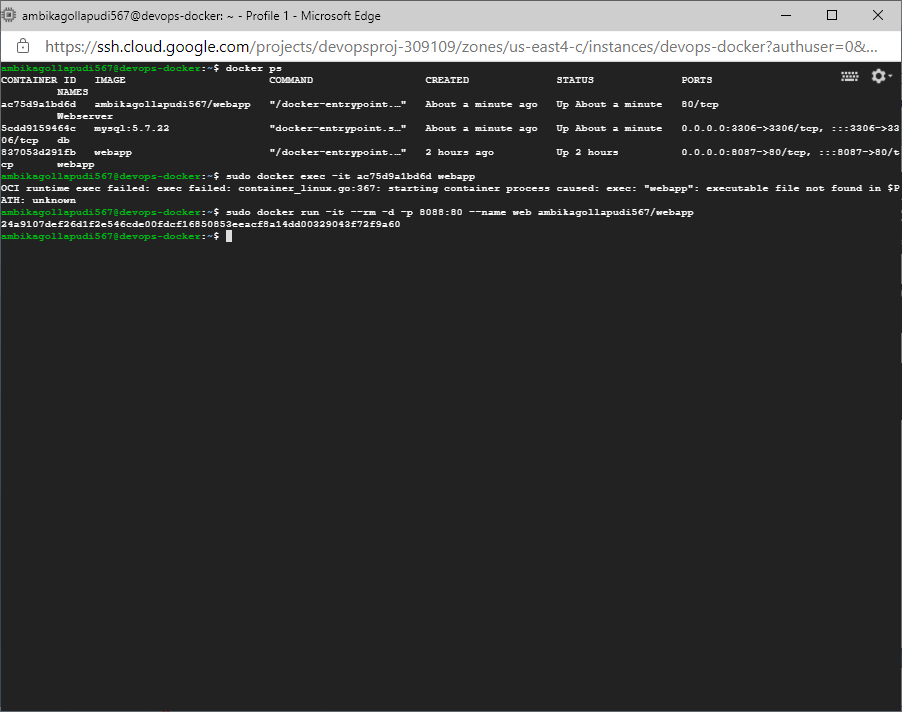 ambikagollapudi567@devops-docker: ~ - Profile 1 - Microsoft Edge
https://ssh.cloud.google.com/projects/devopsproj-309109/zones/us-east4-c/instances/devops-docker?authuser=0&...
ambikagollapudi567@devops-docker:~$ docker ps
CONTAINER ID   IMAGE                       COMMAND                  CREATED              STATUS              PORTS
         NAMES
ac75d9a1bd6d   ambikagollapudi567/webapp   "/docker-entrypoint.…"   About a minute ago   Up About a minute   80/tcp
         Webserver
5cdd9159464c   mysql:5.7.22                "docker-entrypoint.s…"   About a minute ago   Up About a minute   0.0.0.0:3306->3306/tcp, :::3306->33
06/tcp   db
837053d291fb   webapp                      "/docker-entrypoint.…"   2 hours ago          Up 2 hours          0.0.0.0:8087->80/tcp, :::8087->80/t
cp       webapp
ambikagollapudi567@devops-docker:~$ sudo docker exec -it ac75d9a1bd6d webapp
OCI runtime exec failed: exec failed: container_linux.go:367: starting container process caused: exec: "webapp": executable file not found in $P
ATH: unknown
ambikagollapudi567@devops-docker:~$ sudo docker run -it --rm -d -p 8088:80 --name web ambikagollapudi567/webapp
24a9107def26d1f2e546cde00fdcf16850853eeacf8a14dd00329043f72f9a60
ambikagollapudi567@devops-docker:~$